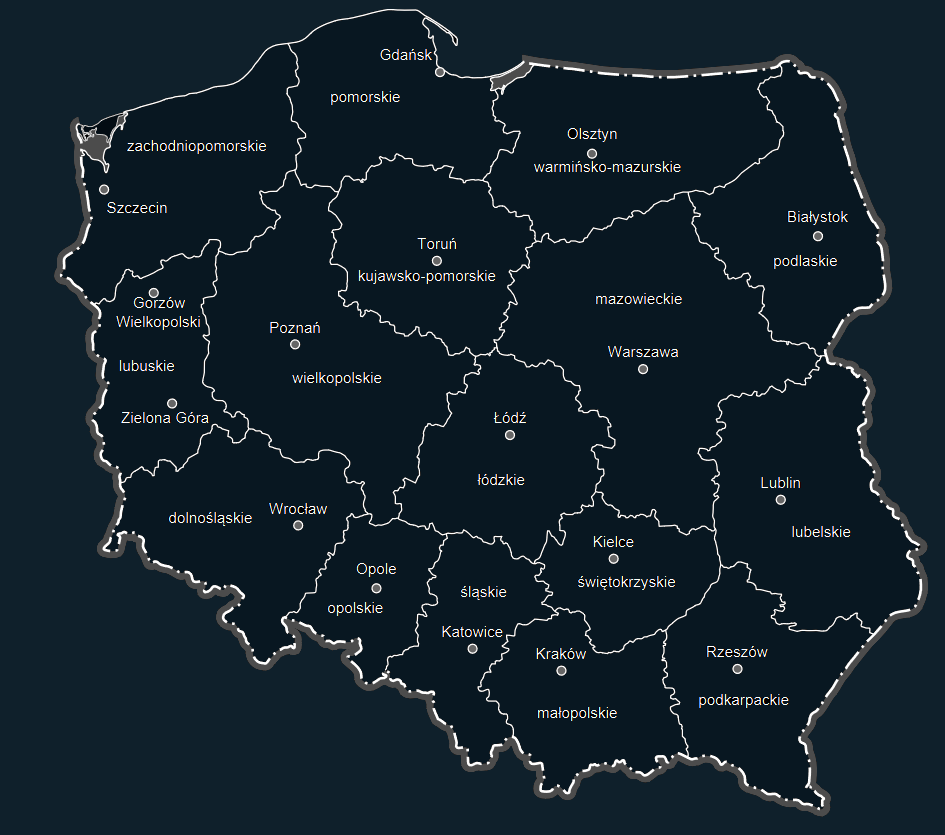 Gdańsk
pomorskie
Olsztyn
warmińsko-mazurskie
zachodniopomorskie
Szczecin
Białystok
podlaskie
Toruń
kujawsko-pomorskie
mazowieckie
Warszawa
Gorzów
Wielkopolski
lubuskie
Zielona Góra
Poznań
wielkopolskie
Łódź
łódzkie
Lublin
lubelskie
Wrocław
dolnośląskie
Kielce
świętokrzyskie
Opole
opolskie
śląskie
Katowice
Kraków
małopolskie
Rzeszów
podkarpackie